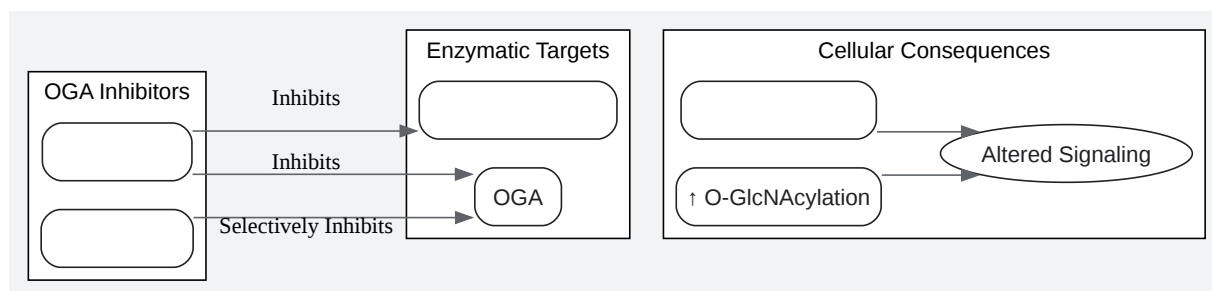 OGA Inhibitors
Inhibits
Inhibits
Selectively Inhibits
Enzymatic Targets
OGA
Cellular Consequences
↑ O-GlcNAcylation
Altered Signaling